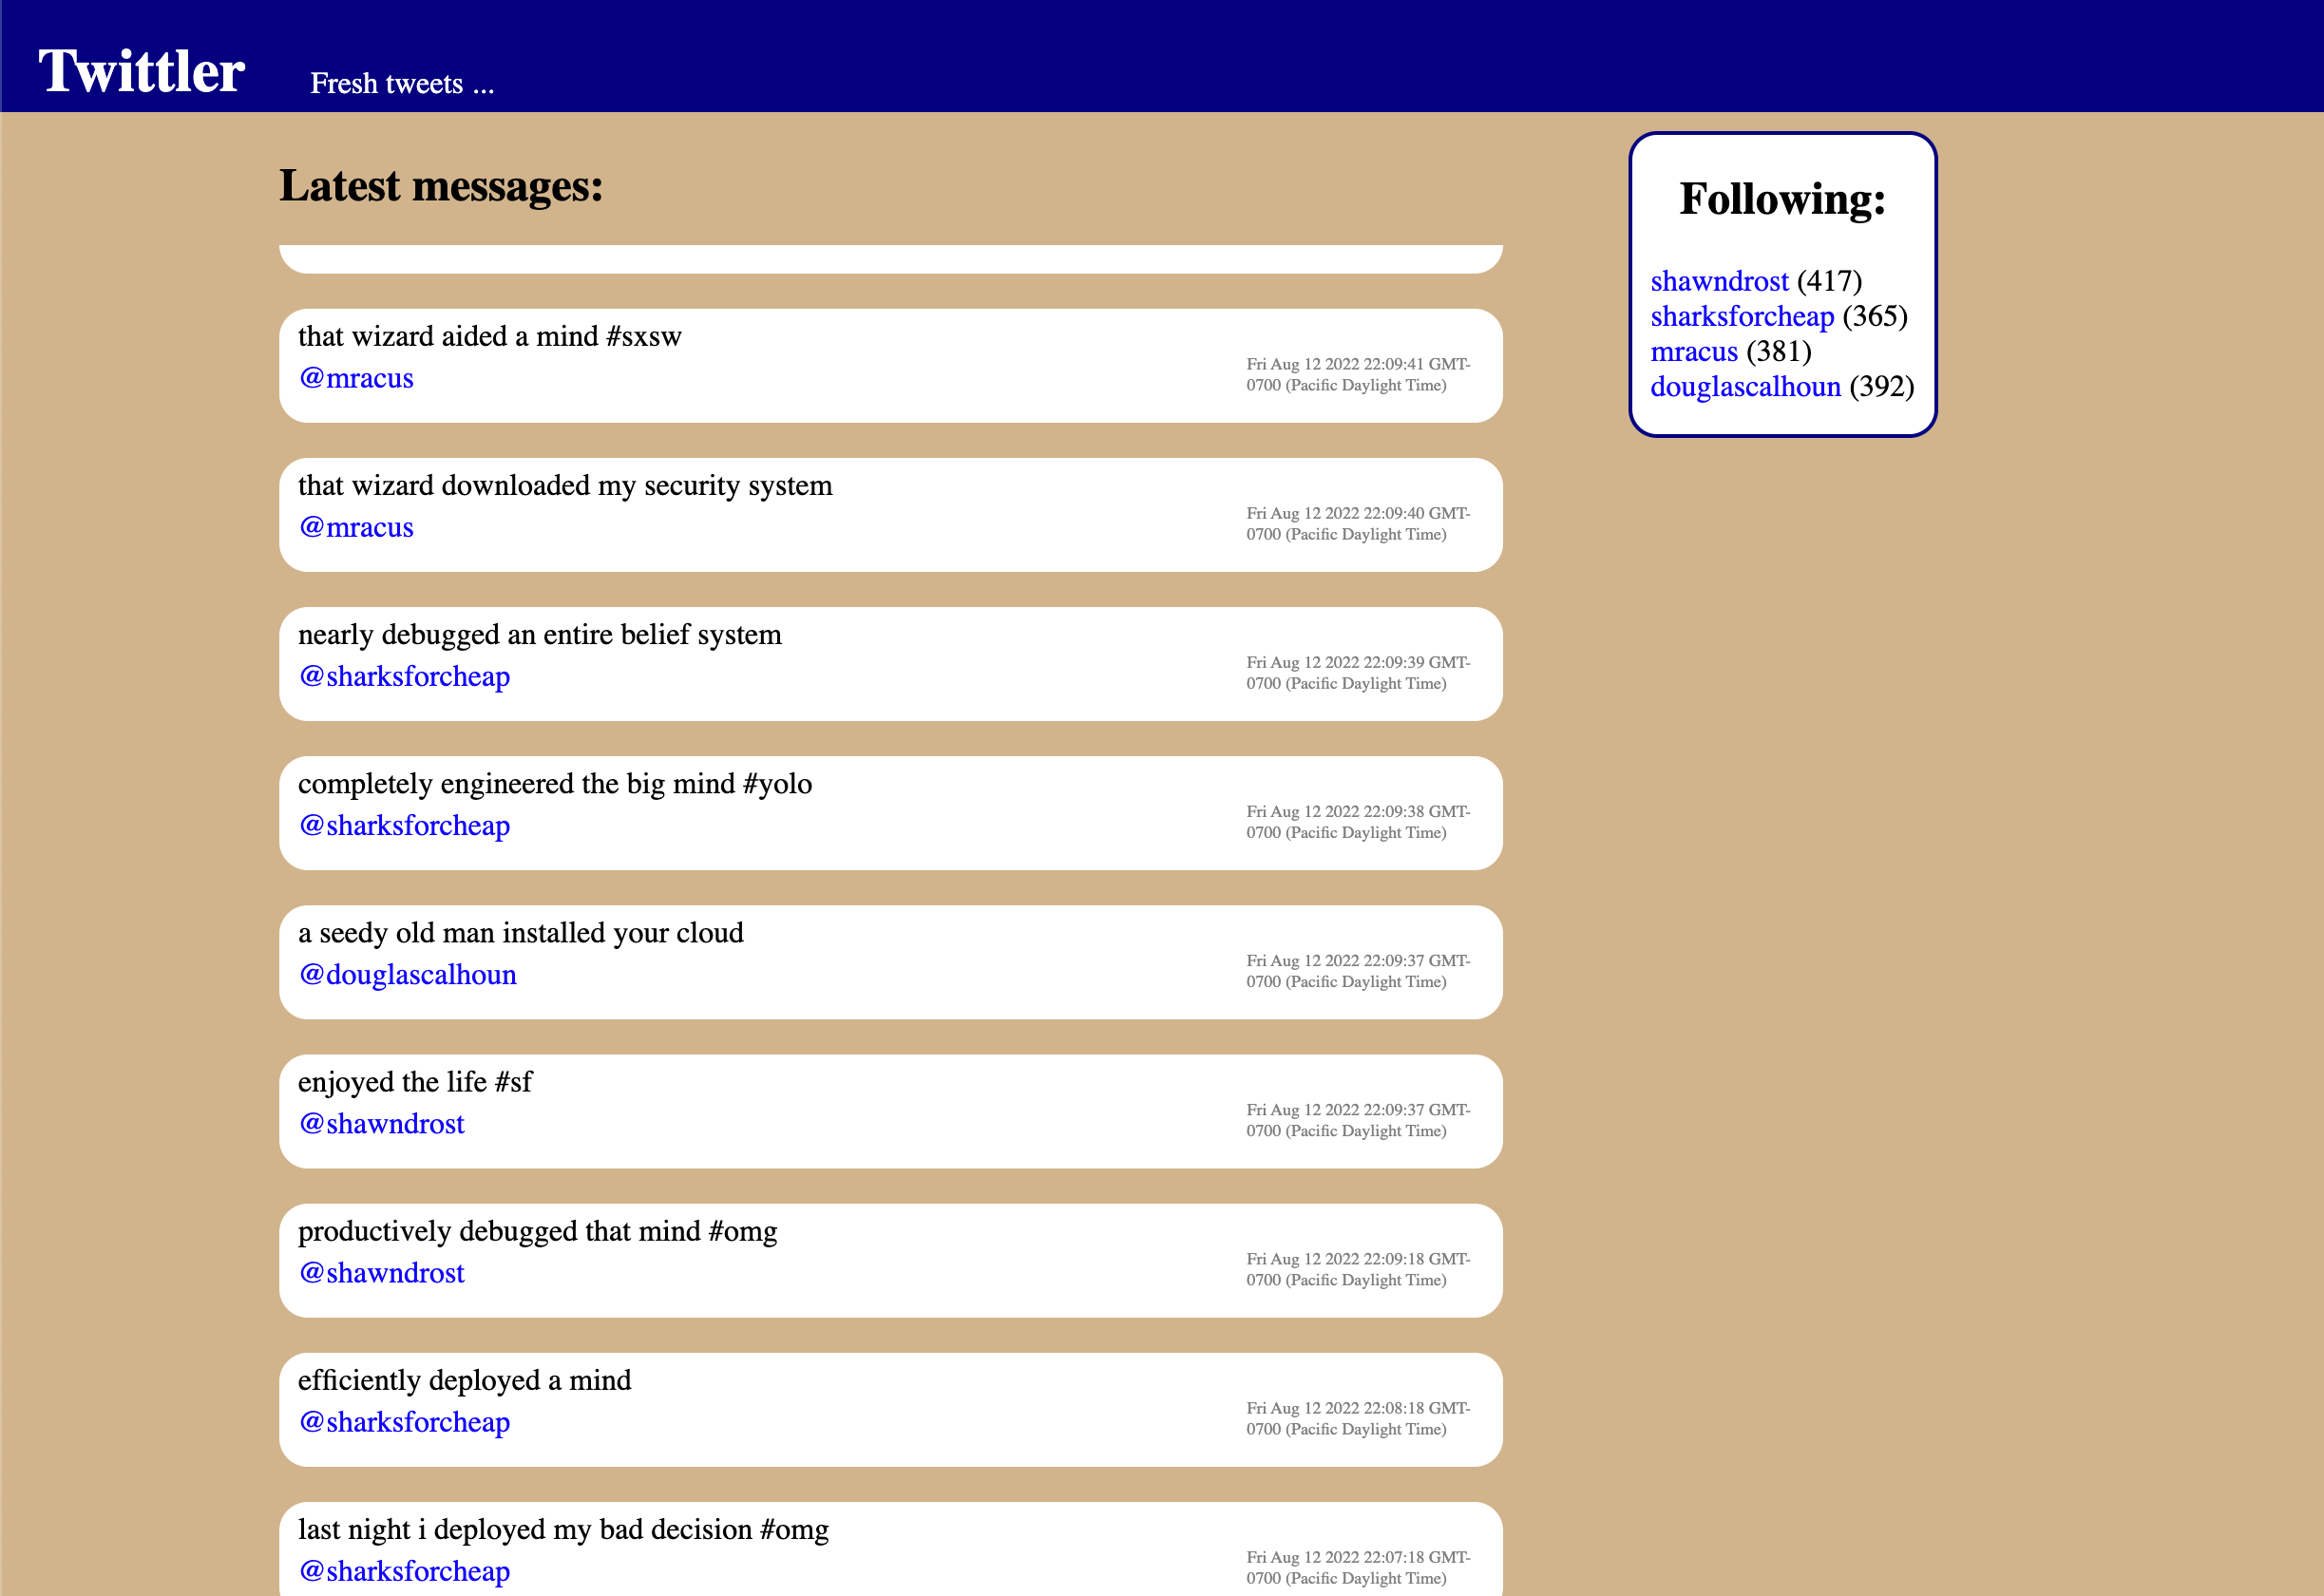 Twittler
Fresh tweets ...
Latest messages:
that wizard aided a mind #sxsw
@mracus
Fri Aug 12 2022 22:09:41 GMT-
0700 (Pacific Daylight Time)
that wizard downloaded my security system
@mracus
Fri Aug 12 2022 22:09:40 GMT-
0700 (Pacific Daylight Time)
nearly debugged an entire belief system
@sharksforcheap
Fri Aug 12 2022 22:09:39 GMT-
0700 (Pacific Daylight Time)
completely engineered the big mind #yolo
@sharksforcheap
Fri Aug 12 2022 22:09:38 GMT-
0700 (Pacific Daylight Time)
a seedy old man installed your cloud
@douglascalhoun
Fri Aug 12 2022 22:09:37 GMT-
0700 (Pacific Daylight Time)
enjoyed the life #sf
@shawndrost
Fri Aug 12 2022 22:09:37 GMT-
0700 (Pacific Daylight Time)
productively debugged that mind #omg
@shawndrost
Fri Aug 12 2022 22:09:18 GMT-
0700 (Pacific Daylight Time)
efficiently deployed a mind
@sharksforcheap
Fri Aug 12 2022 22:08:18 GMT-
0700 (Pacific Daylight Time)
last night i deployed my bad decision #omg
@sharksforcheap
Fri Aug 12 2022 22:07:18 GMT-
0700 (Pacific Daylight Time)
Following:
shawndrost (417)
sharksforcheap (365)
mracus (381)
douglascalhoun (392)